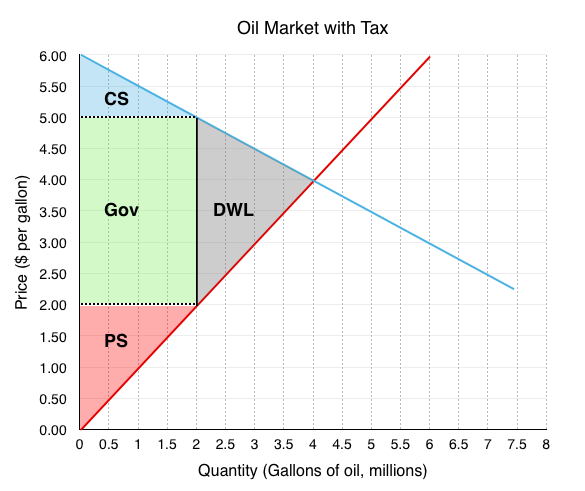 Oil Market with Tax
6.00
5.50
5.00
4.50
4.00
3.50
3.00
2.50
2.00
1.50
1.00
0.50
0.00
Price ($ per gallon)
CS
Gov
DWL
PS
0 0.5 1 1.5 2 2.5 3 3.5 4 4.5 5 5.5 6 6.5 7 7.5 8
Quantity (Gallons of oil, millions)